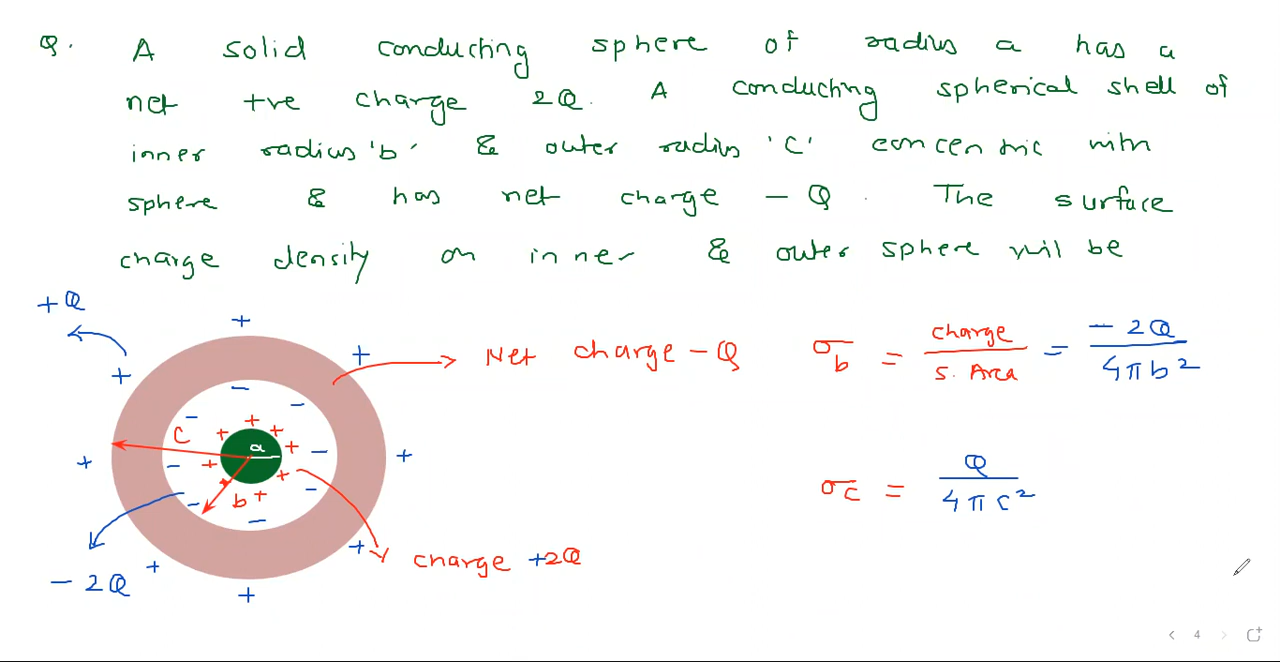 Q. A solid conducting sphere of radius a has a
net +ve charge 2Q. A conducting spherical shell of
inner radius 'b' & outer radius 'c' concentric with
sphere & has net charge - Q. The surface
charge density on inner & outer sphere will be
+Q
Net charge - Q
σb = charge / S. Area = - 2Q / 4πb²
a
c
b
σc = Q / 4πc²
charge +2Q
- 2Q
4